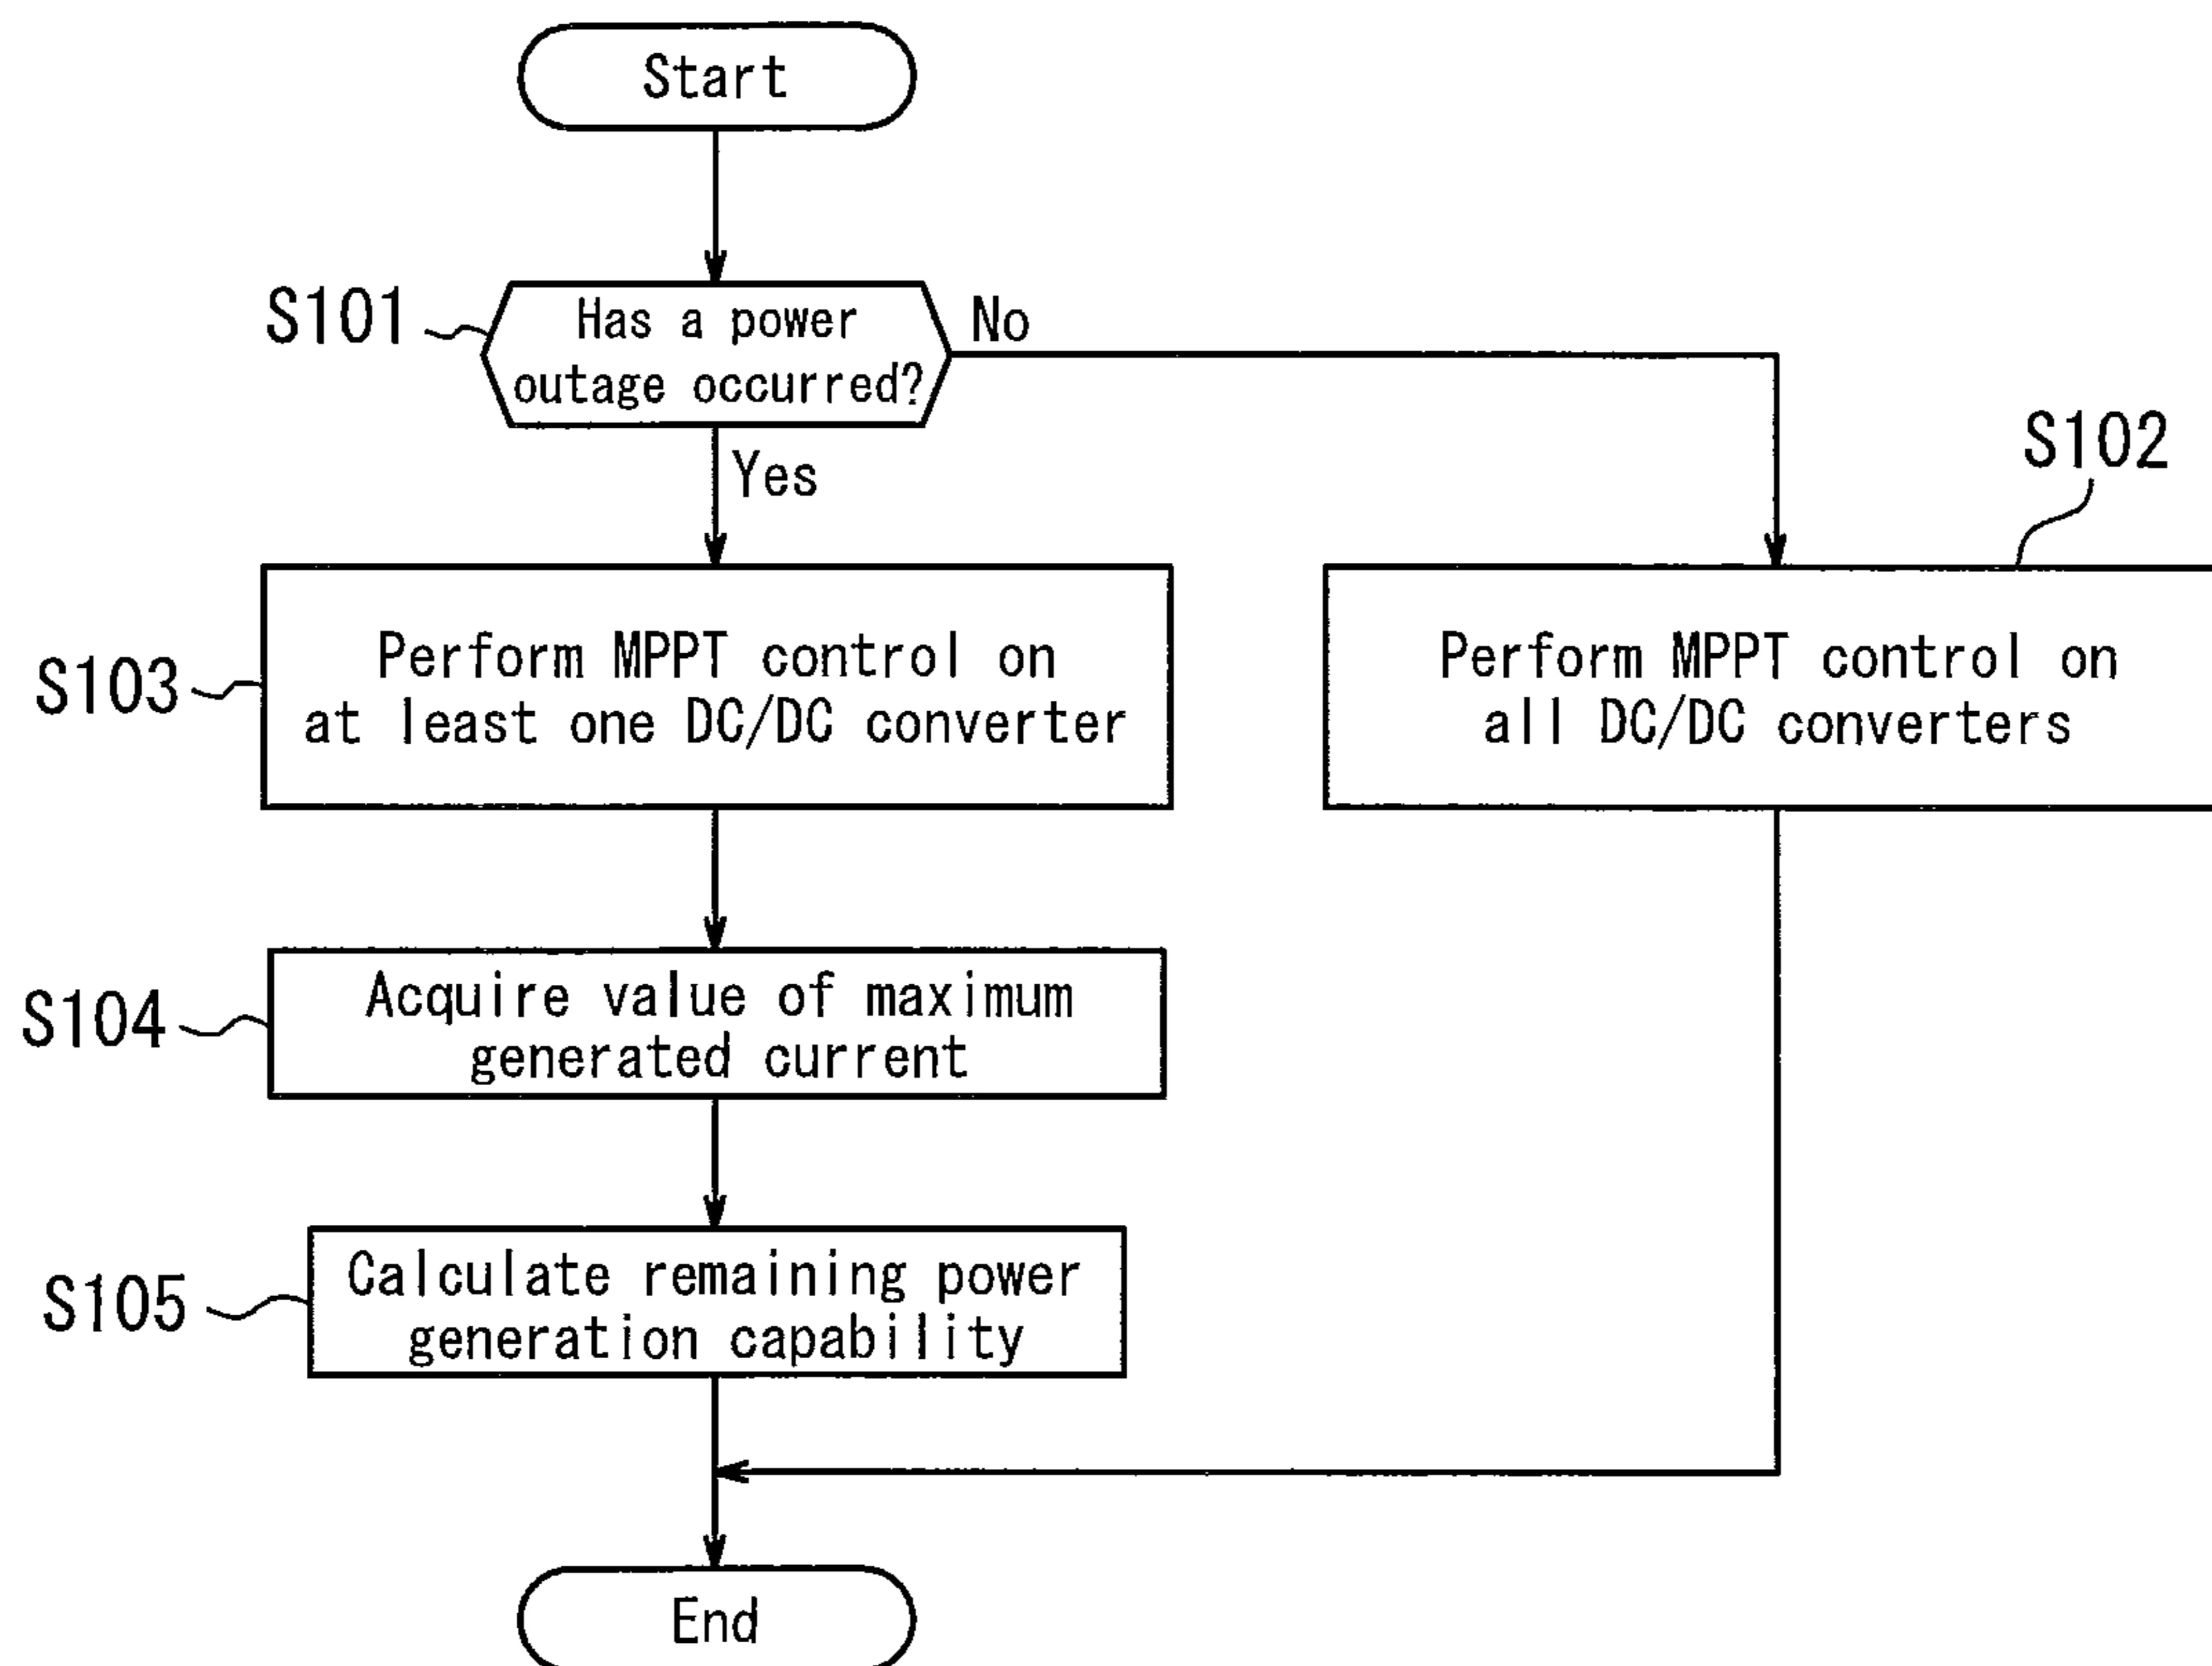 Start
S101
Has a power
outage occurred?
No
Yes
S102
S103
Perform MPPT control on
at least one DC/DC converter
Perform MPPT control on
all DC/DC converters
S104
Acquire value of maximum
generated current
S105
Calculate remaining power
generation capability
End